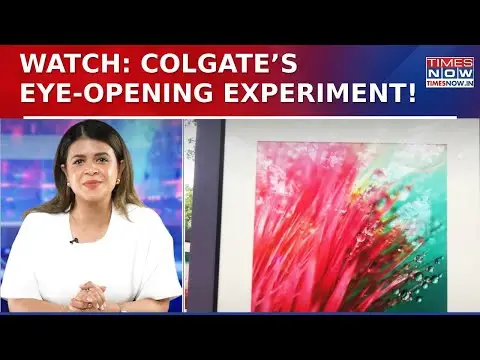 WATCH: COLGATE'S
EYE-OPENING EXPERIMENT!
TIMES
NOW
TIMESNOW.IN